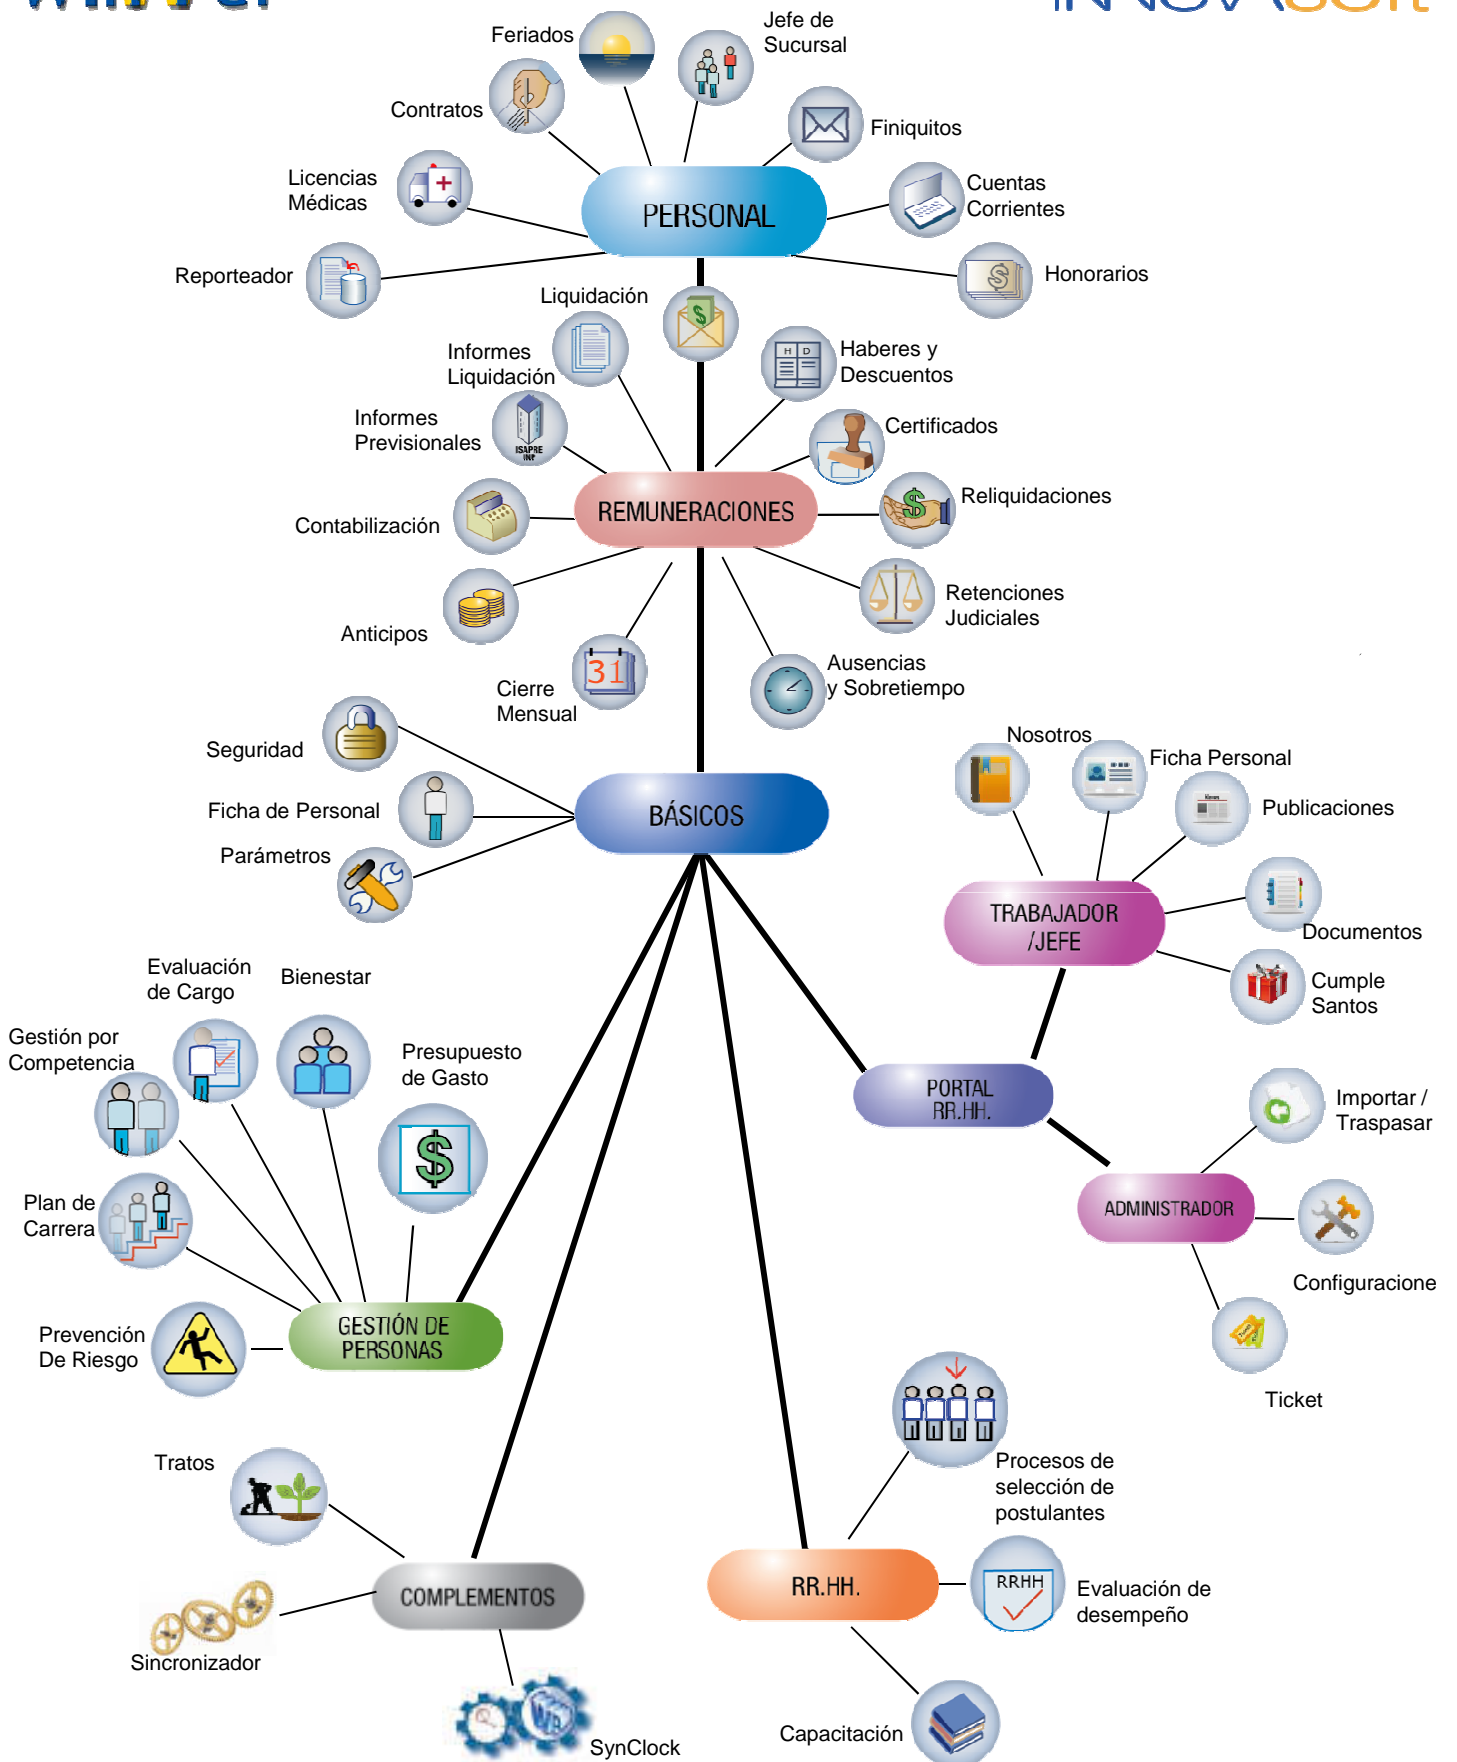 Feriados
Jefe de
Sucursal
Contratos
Finiquitos
Licencias
Médicas
Cuentas
Corrientes
PERSONAL
Reporteador
Honorarios
Liquidación
Informes
Liquidación
H D
Haberes y
Descuentos
Informes
Previsionales
ISAPRE
INP
Certificados
REMUNERACIONES
Reliquidaciones
Contabilización
Retenciones
Judiciales
Anticipos
31
Cierre
Mensual
Ausencias
y Sobretiempo
Seguridad
Ficha de Personal
Parámetros
BÁSICOS
Nosotros
Ficha Personal
Publicaciones
News
TRABAJADOR
/JEFE
Documentos
Cumple
Santos
PORTAL
RR.HH.
Importar /
Traspasar
ADMINISTRADOR
Configuracione
Ticket
Evaluación
de Cargo
Bienestar
Gestión por
Competencia
Presupuesto
de Gasto
$
Plan de
Carrera
Prevención
De Riesgo
GESTIÓN DE
PERSONAS
Tratos
COMPLEMENTOS
Sincronizador
SynClock
Procesos de
selección de
postulantes
RR.HH.
RRHH
Evaluación de
desempeño
Capacitación